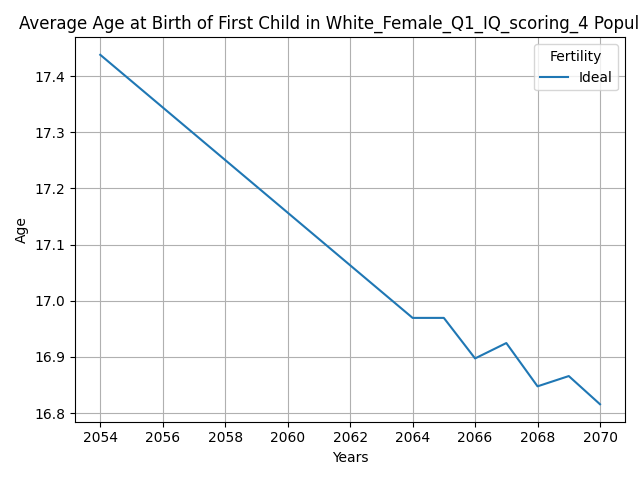 Average Age at Birth of First Child in White_Female_Q1_IQ_scoring_4 Popul
Fertility
Ideal
17.4
17.3
17.2
17.1
17.0
16.9
16.8
Age
2054 2056 2058 2060 2062 2064 2066 2068 2070
Years